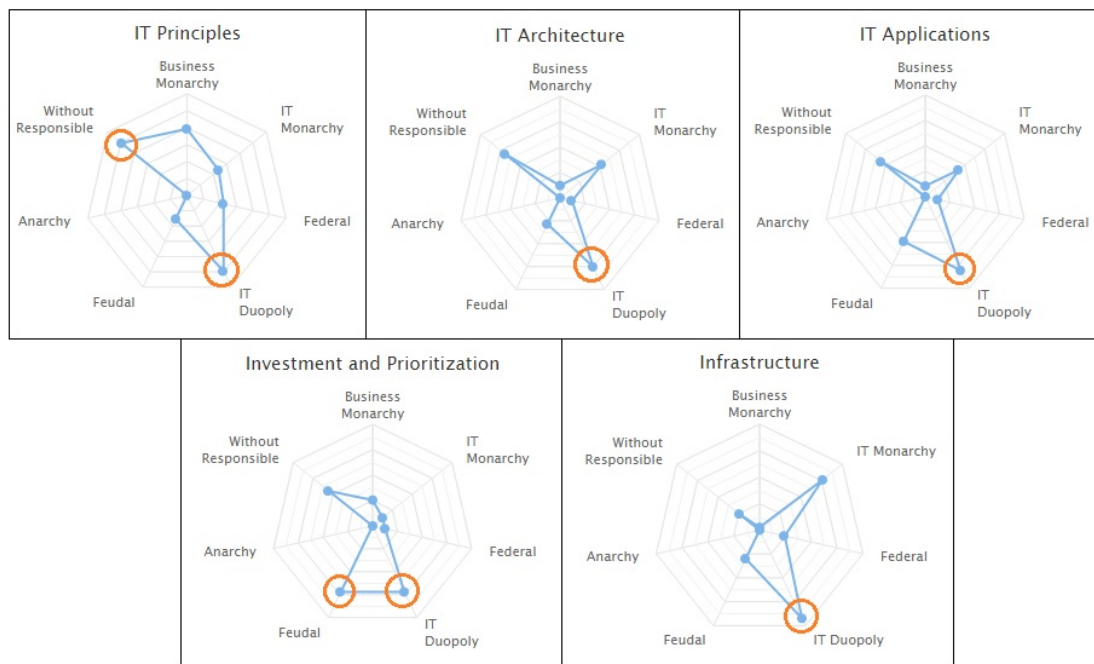 IT Principles
Business
Monarchy
Without
Responsible
IT
Monarchy
Anarchy
Federal
Feudal
IT
Duopoly
IT Architecture
Business
Monarchy
Without
Responsible
IT
Monarchy
Anarchy
Federal
Feudal
IT
Duopoly
IT Applications
Business
Monarchy
Without
Responsible
IT
Monarchy
Anarchy
Federal
Feudal
IT
Duopoly
Investment and Prioritization
Business
Monarchy
Without
Responsible
IT
Monarchy
Anarchy
Federal
Feudal
IT
Duopoly
Infrastructure
Business
Monarchy
Without
Responsible
IT Monarchy
Anarchy
Federal
Feudal
IT Duopoly